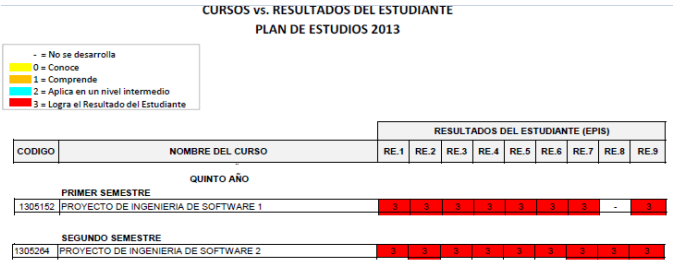 CURSOS vs. RESULTADOS DEL ESTUDIANTE
PLAN DE ESTUDIOS 2013
- = No se desarrolla
0 = Conoce
1 = Comprende
2 = Aplica en un nivel intermedio
3 = Logra el Resultado del Estudiante
RESULTADOS DEL ESTUDIANTE (EPIS)
CODIGO NOMBRE DEL CURSO RE.1 RE.2 RE.3 RE.4 RE.5 RE.6 RE.7 RE.8 RE.9
QUINTO AÑO
PRIMER SEMESTRE
1305152 PROYECTO DE INGENIERIA DE SOFTWARE 1 3 3 3 3 3 3 3 - 3
SEGUNDO SEMESTRE
1305264 PROYECTO DE INGENIERIA DE SOFTWARE 2 3 3 3 3 3 3 3 3 3